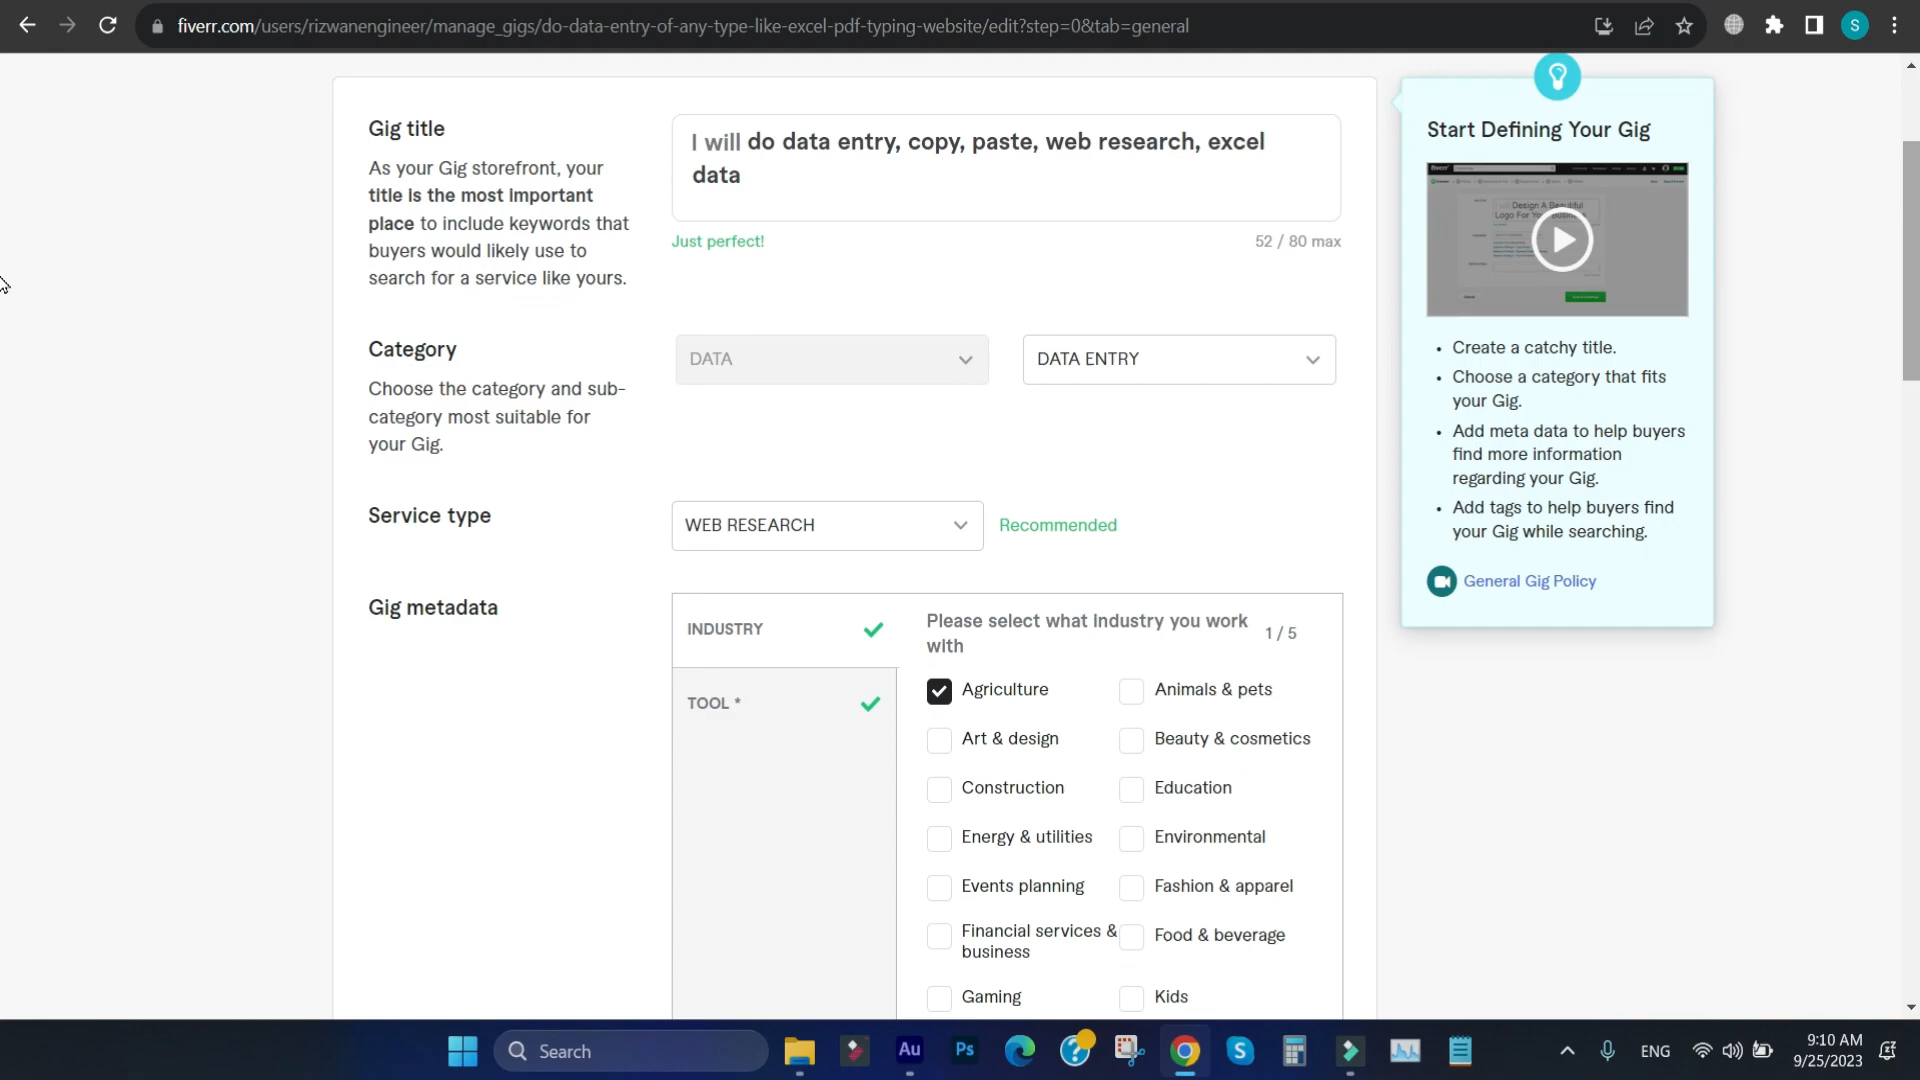 fiverr.com/users/rizwanengineer/manage_gigs/do-data-entry-of-any-type-like-excel-pdf-typing-website/edit?step=0&tab=general
S
Gig title
As your Gig storefront, your
title is the most important
place to include keywords that
buyers would likely use to
search for a service like yours.
I will do data entry, copy, paste, web research, excel
data
Just perfect!
52 / 80 max
Category
Choose the category and sub-
category most suitable for
your Gig.
DATA
DATA ENTRY
Service type
WEB RESEARCH
Recommended
Gig metadata
INDUSTRY
TOOL *
Please select what industry you work
with
1 / 5
Agriculture
Animals & pets
Art & design
Beauty & cosmetics
Construction
Education
Energy & utilities
Environmental
Events planning
Fashion & apparel
Financial services &
business
Food & beverage
Gaming
Kids
Start Defining Your Gig
Design A Beautiful
Logo For Your Business
• Create a catchy title.
• Choose a category that fits
your Gig.
• Add meta data to help buyers
find more information
regarding your Gig.
• Add tags to help buyers find
your Gig while searching.
General Gig Policy
Search
Au
Ps
ENG
9:10 AM
9/25/2023